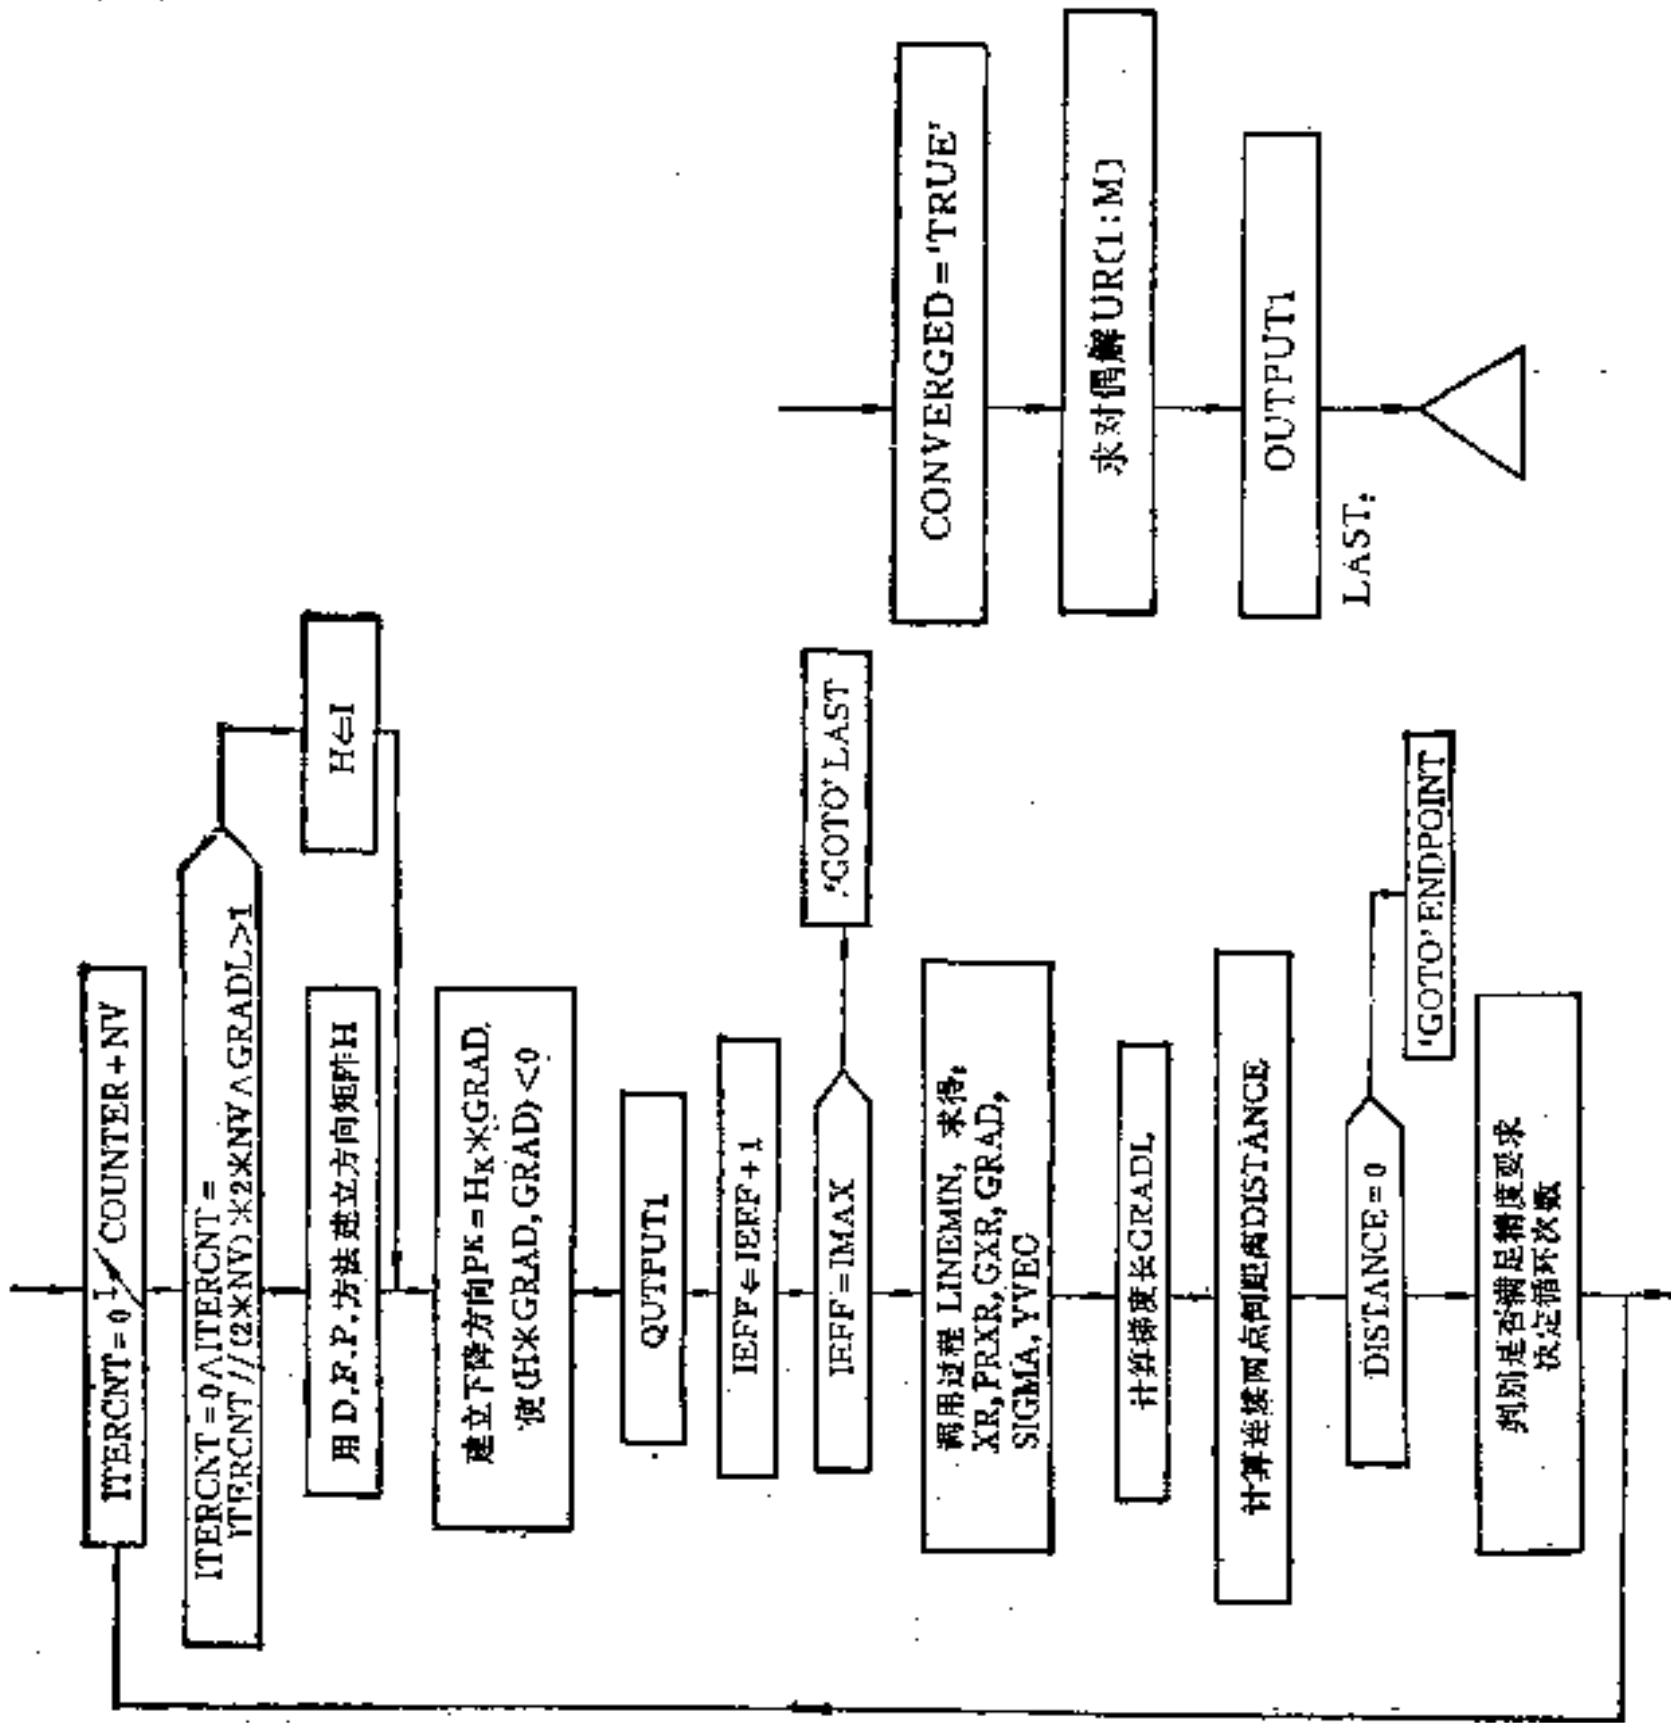 ITERCNT=0 1 COUNTER+NV
ITERCNT=0∧ITERCNT=
ITERCNT//(2*NV)*2*NV∧GRADL>1
H⇐I
用D.F.P.方法建立方向矩阵H
建立下降方向PK=HK*GRAD,
使(H*GRAD,GRAD)<0
QUTPUT1
IEFF⇐IEFF+1
IEFF=IMAX
'GOTO'LAST
调用过程 LINEMIN, 求得,
XR,PRXR,GXR,GRAD,
SIGMA,YVEC
计算梯度长GRADL
计算连接两点间距离DISTANCE
DISTANCE=0
'GOTO'ENDPOINT
判别是否满足精度要求
决定循环次数
CONVERGED='TRUE'
求对偶解UR(1:M)
OUTPUT1
LAST: